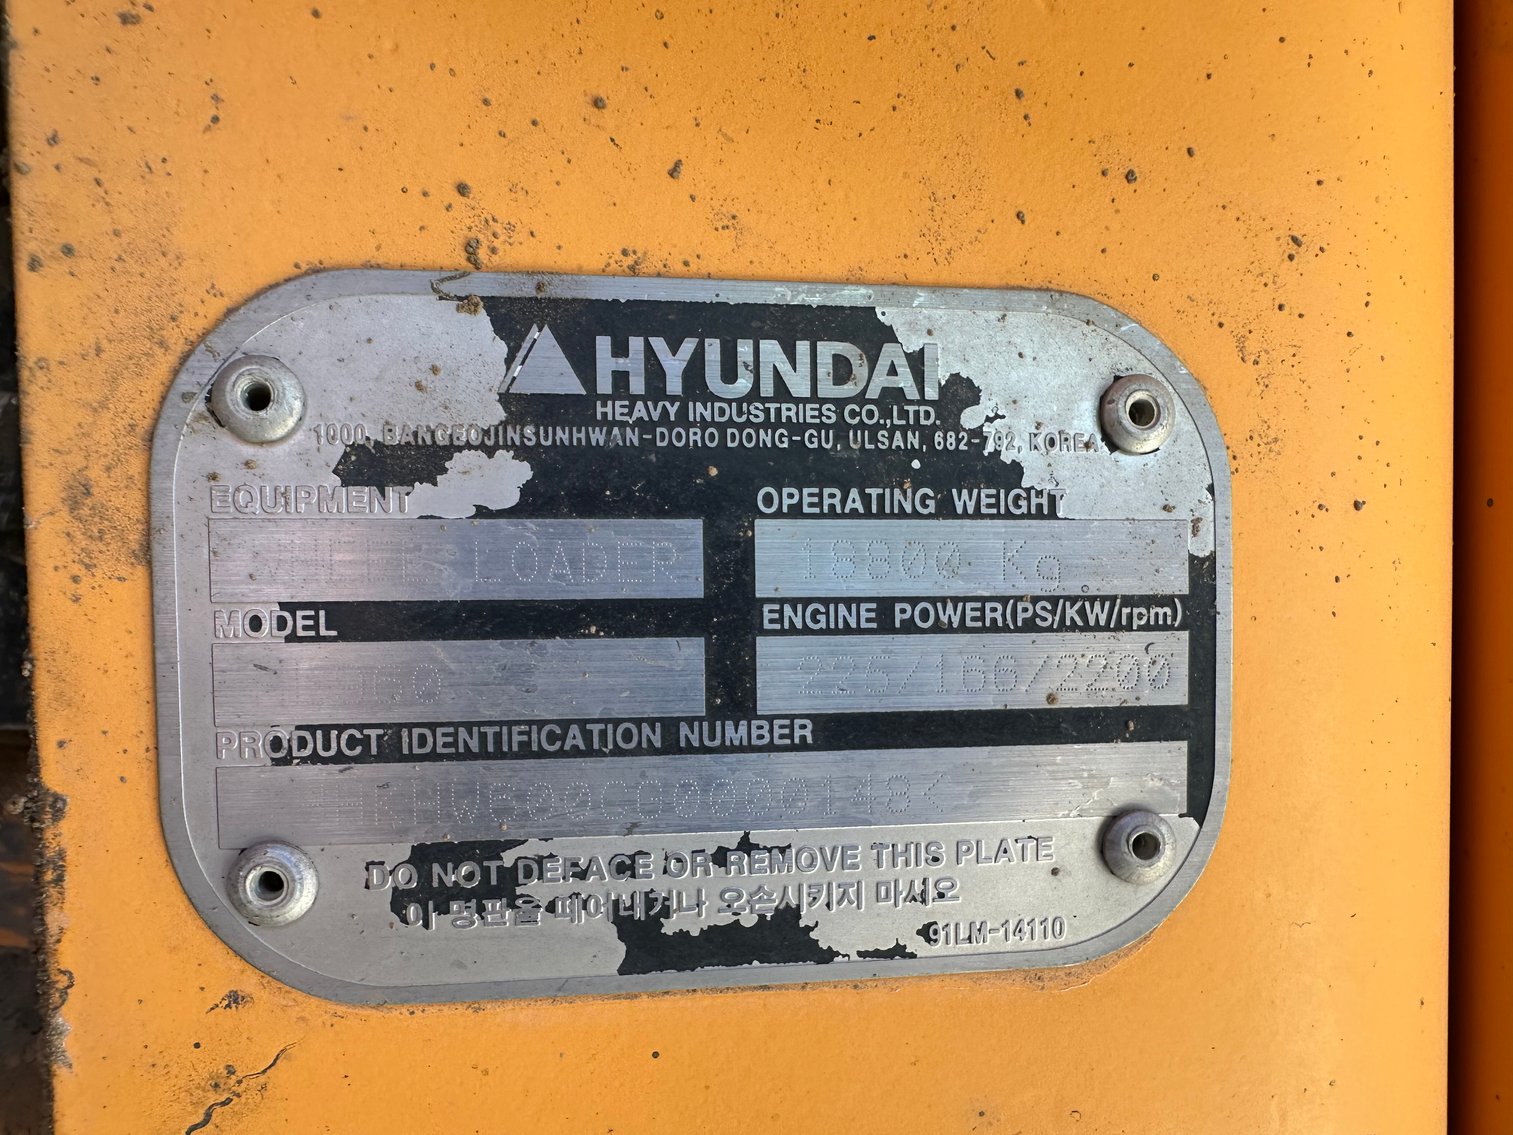 HYUNDAI
HEAVY INDUSTRIES CO.,LTD.
1000, BANGEOJINSUNHWAN-DORO DONG-GU, ULSAN, 682-792, KOREA
EQUIPMENT OPERATING WEIGHT
WHEEL LOADER 18800 Kg
MODEL ENGINE POWER(PS/KW/rpm)
225/166/2200
PRODUCT IDENTIFICATION NUMBER
DO NOT DEFACE OR REMOVE THIS PLATE
이 명판을 떼어내거나 오손시키지 마시오
91LM-14110